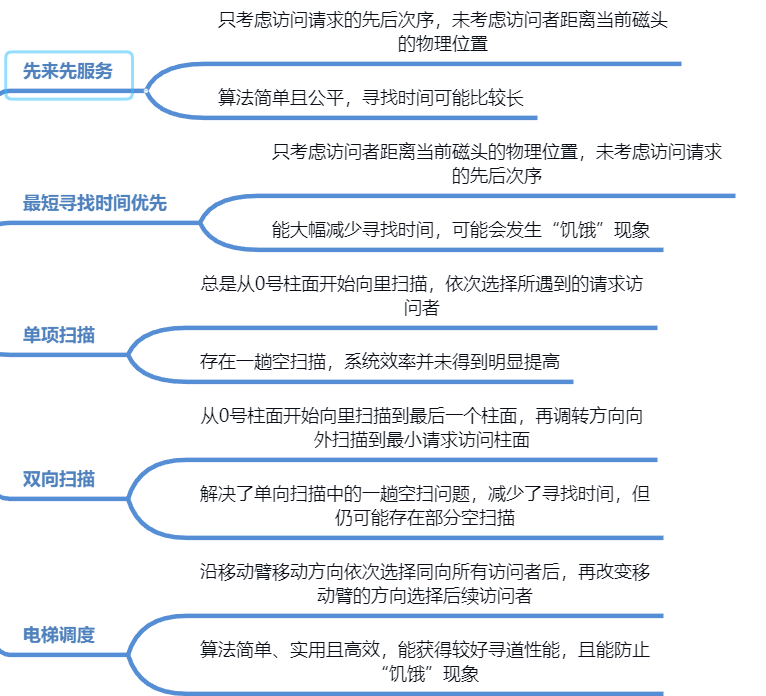 先来先服务
只考虑访问请求的先后次序，未考虑访问者距离当前磁头
的物理位置
算法简单且公平，寻找时间可能比较长
最短寻找时间优先
只考虑访问者距离当前磁头的物理位置，未考虑访问请求
的先后次序
能大幅减少寻找时间，可能会发生“饥饿”现象
单项扫描
总是从0号柱面开始向里扫描，依次选择所遇到的请求访
问者
存在一趟空扫描，系统效率并未得到明显提高
双向扫描
从0号柱面开始向里扫描到最后一个柱面，再调转方向向
外扫描到最小请求访问柱面
解决了单向扫描中的一趟空扫问题，减少了寻找时间，但
仍可能存在部分空扫描
电梯调度
沿移动臂移动方向依次选择同向所有访问者后，再改变移
动臂的方向选择后续访问者
算法简单、实用且高效，能获得较好寻道性能，且能防止
“饥饿”现象